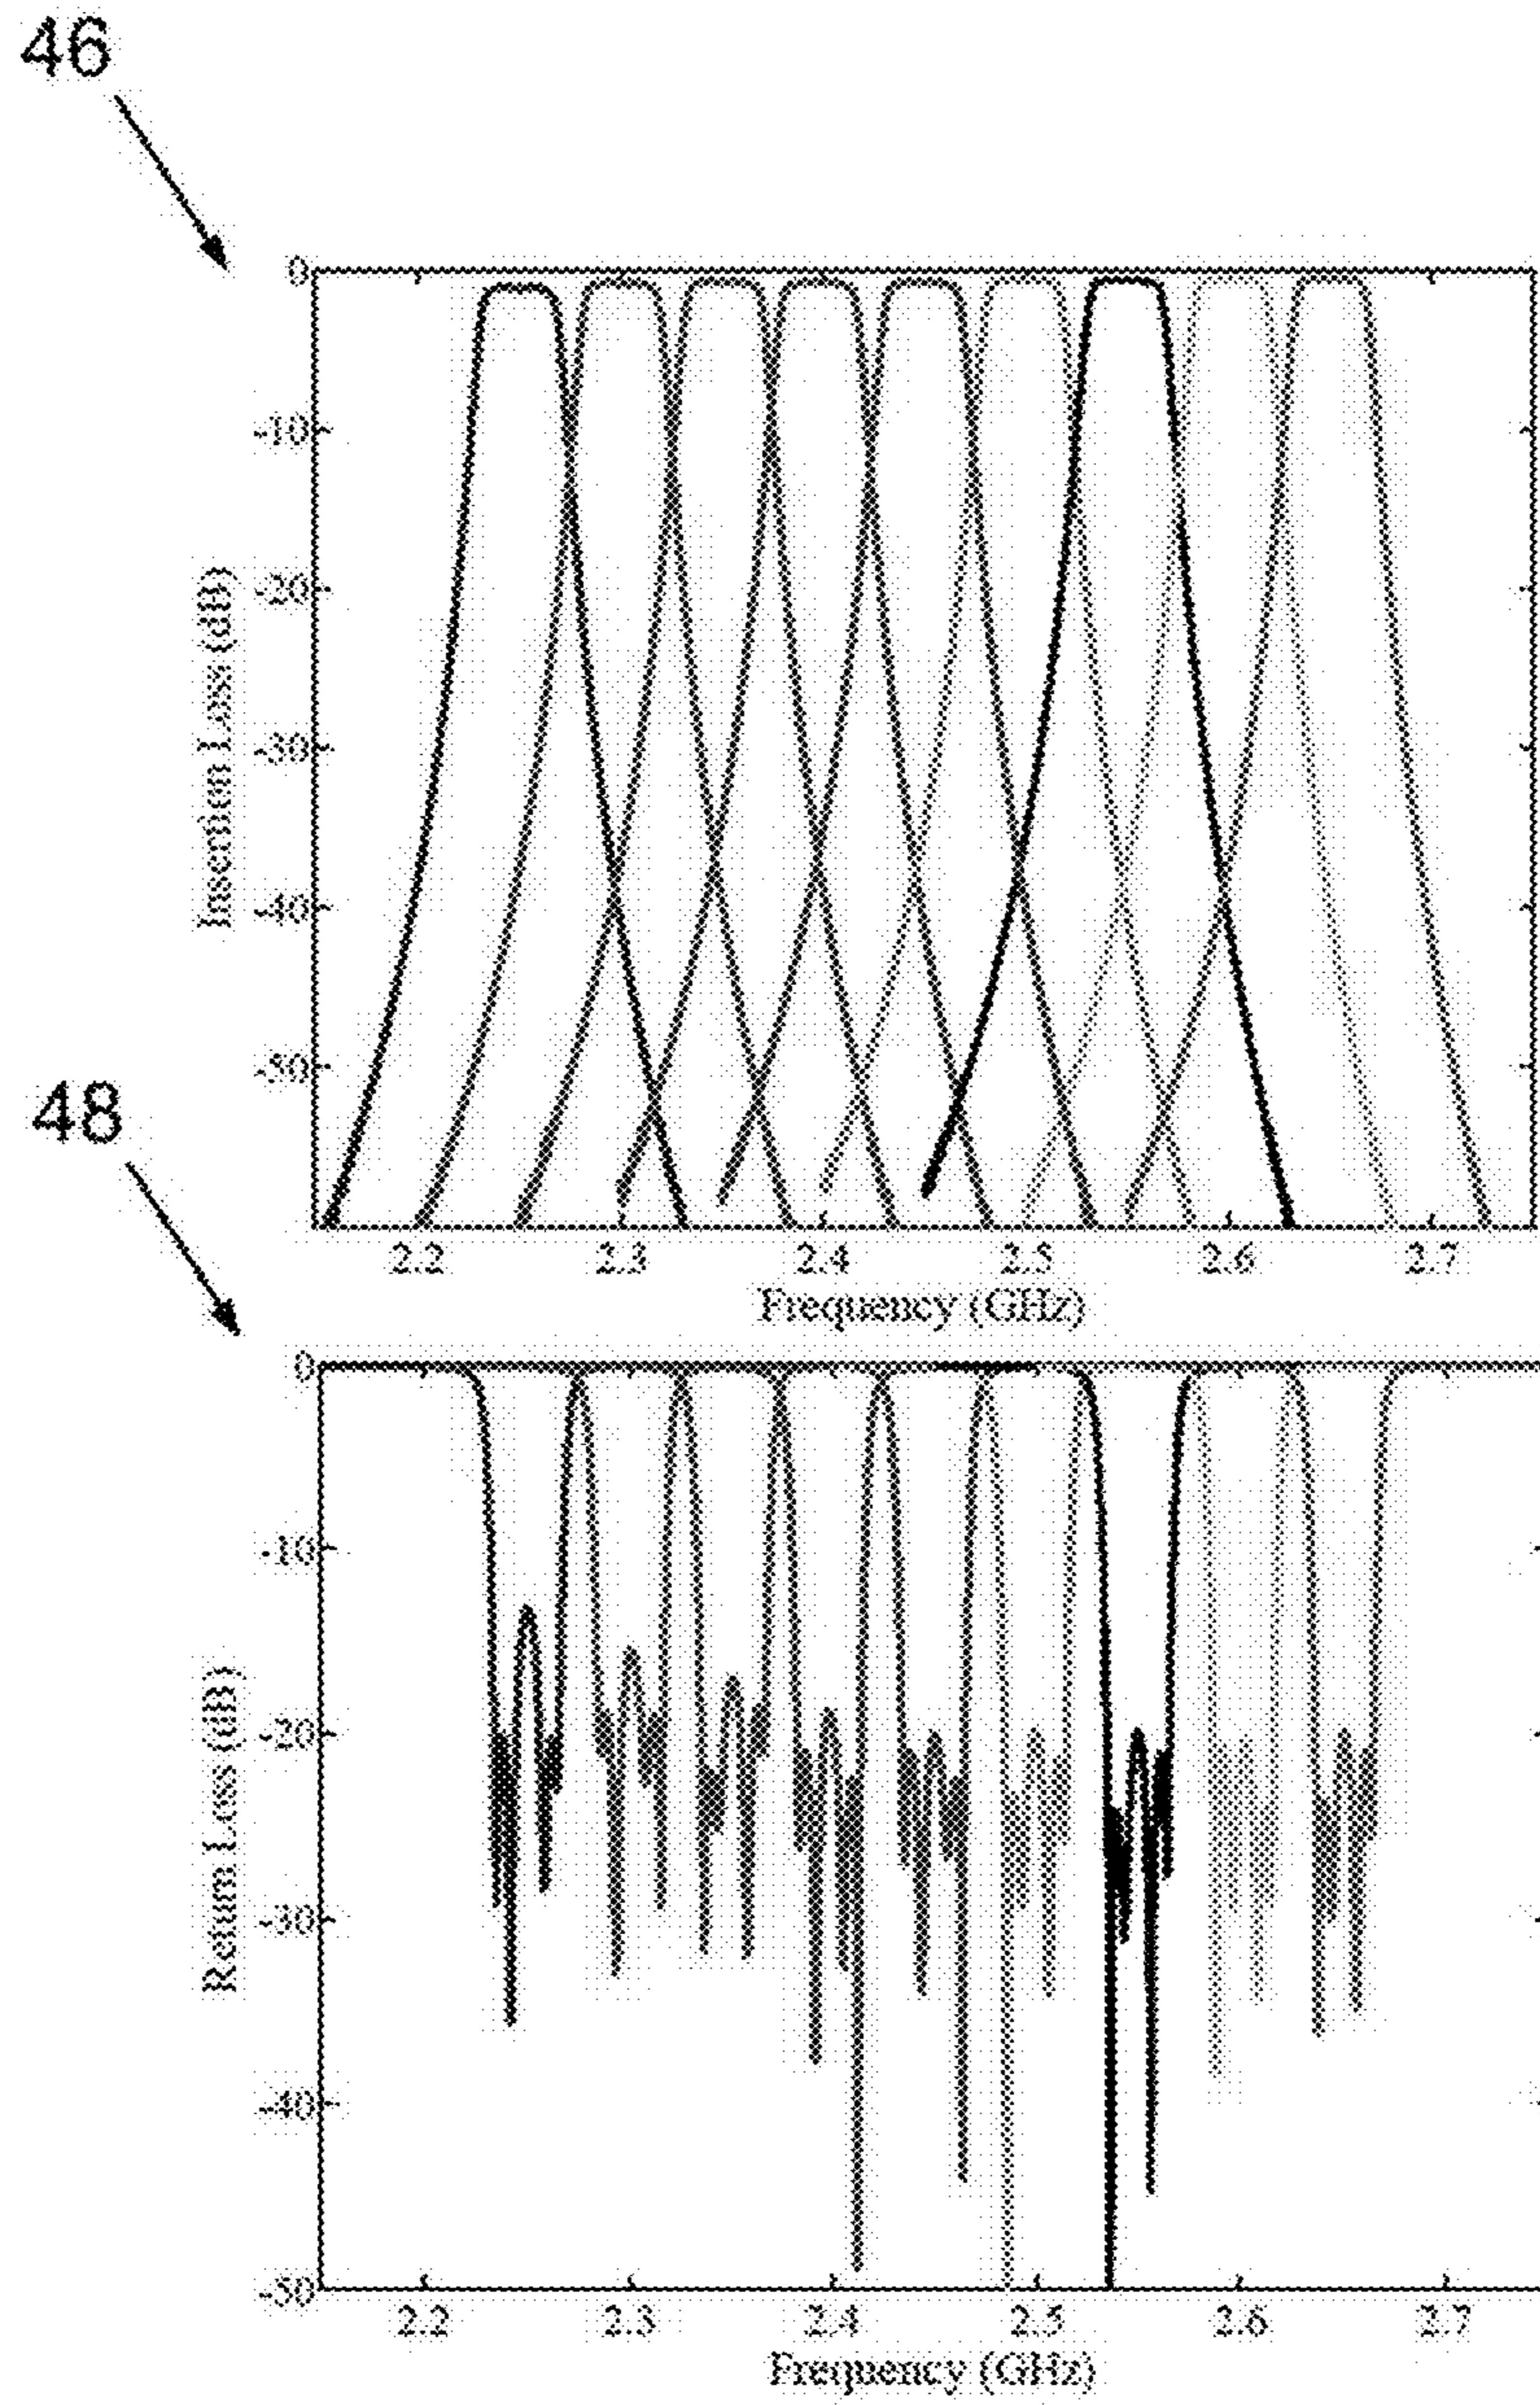 46
0
-10
-20
-30
-40
-50
Insertion Loss (dB)
2.2 2.3 2.4 2.5 2.6 2.7
Frequency (GHz)
48
0
-10
-20
-30
-40
-50
Return Loss (dB)
2.2 2.3 2.4 2.5 2.6 2.7
Frequency (GHz)